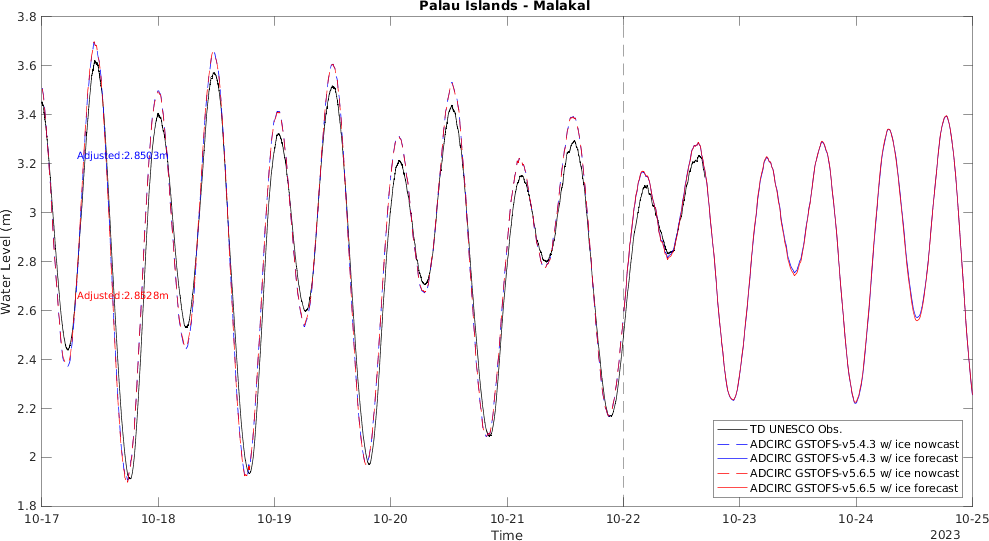 Palau Islands - Malakal
3.8
3.6
3.4
3.2
3
2.8
2.6
2.4
2.2
2
1.8
Water Level (m)
Adjusted:2.8503m
Adjusted:2.8528m
TD UNESCO Obs.
ADCIRC GSTOFS-v5.4.3 w/ ice nowcast
ADCIRC GSTOFS-v5.4.3 w/ ice forecast
ADCIRC GSTOFS-v5.6.5 w/ ice nowcast
ADCIRC GSTOFS-v5.6.5 w/ ice forecast
10-17 10-18 10-19 10-20 10-21 10-22 10-23 10-24 10-25
Time
2023